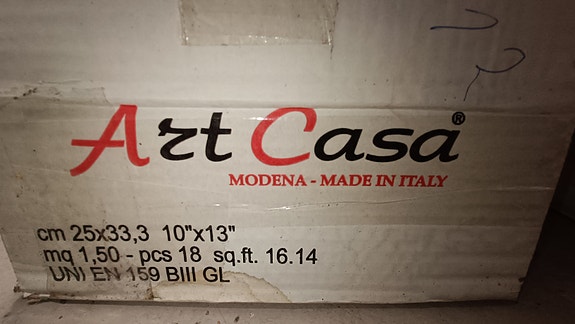 Art Casa®
MODENA - MADE IN ITALY
cm 25x33,3 10"x13"
mq 1,50 - pcs 18 sq.ft. 16.14
UNI EN 159 BIII GL